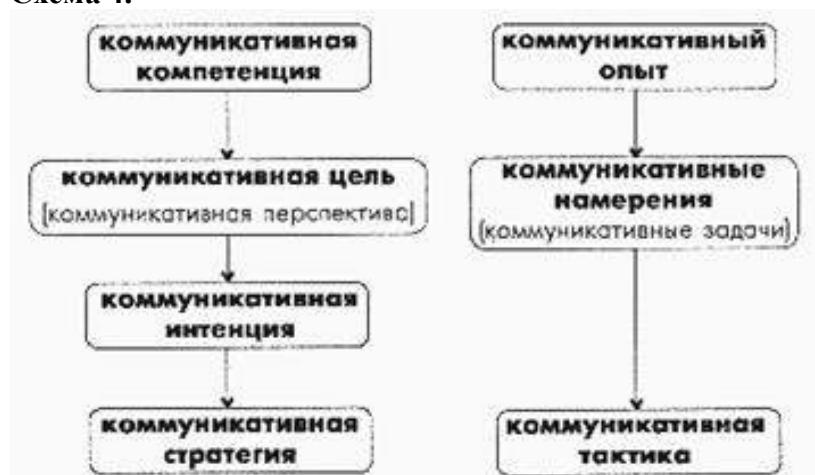 Схема 4.
коммуникативная
компетенция
коммуникативная цель
(коммуникативная перспектива)
коммуникативная
интенция
коммуникативная
стратегия
коммуникативный
опыт
коммуникативные
намерения
(коммуникативные задачи)
коммуникативная
тактика